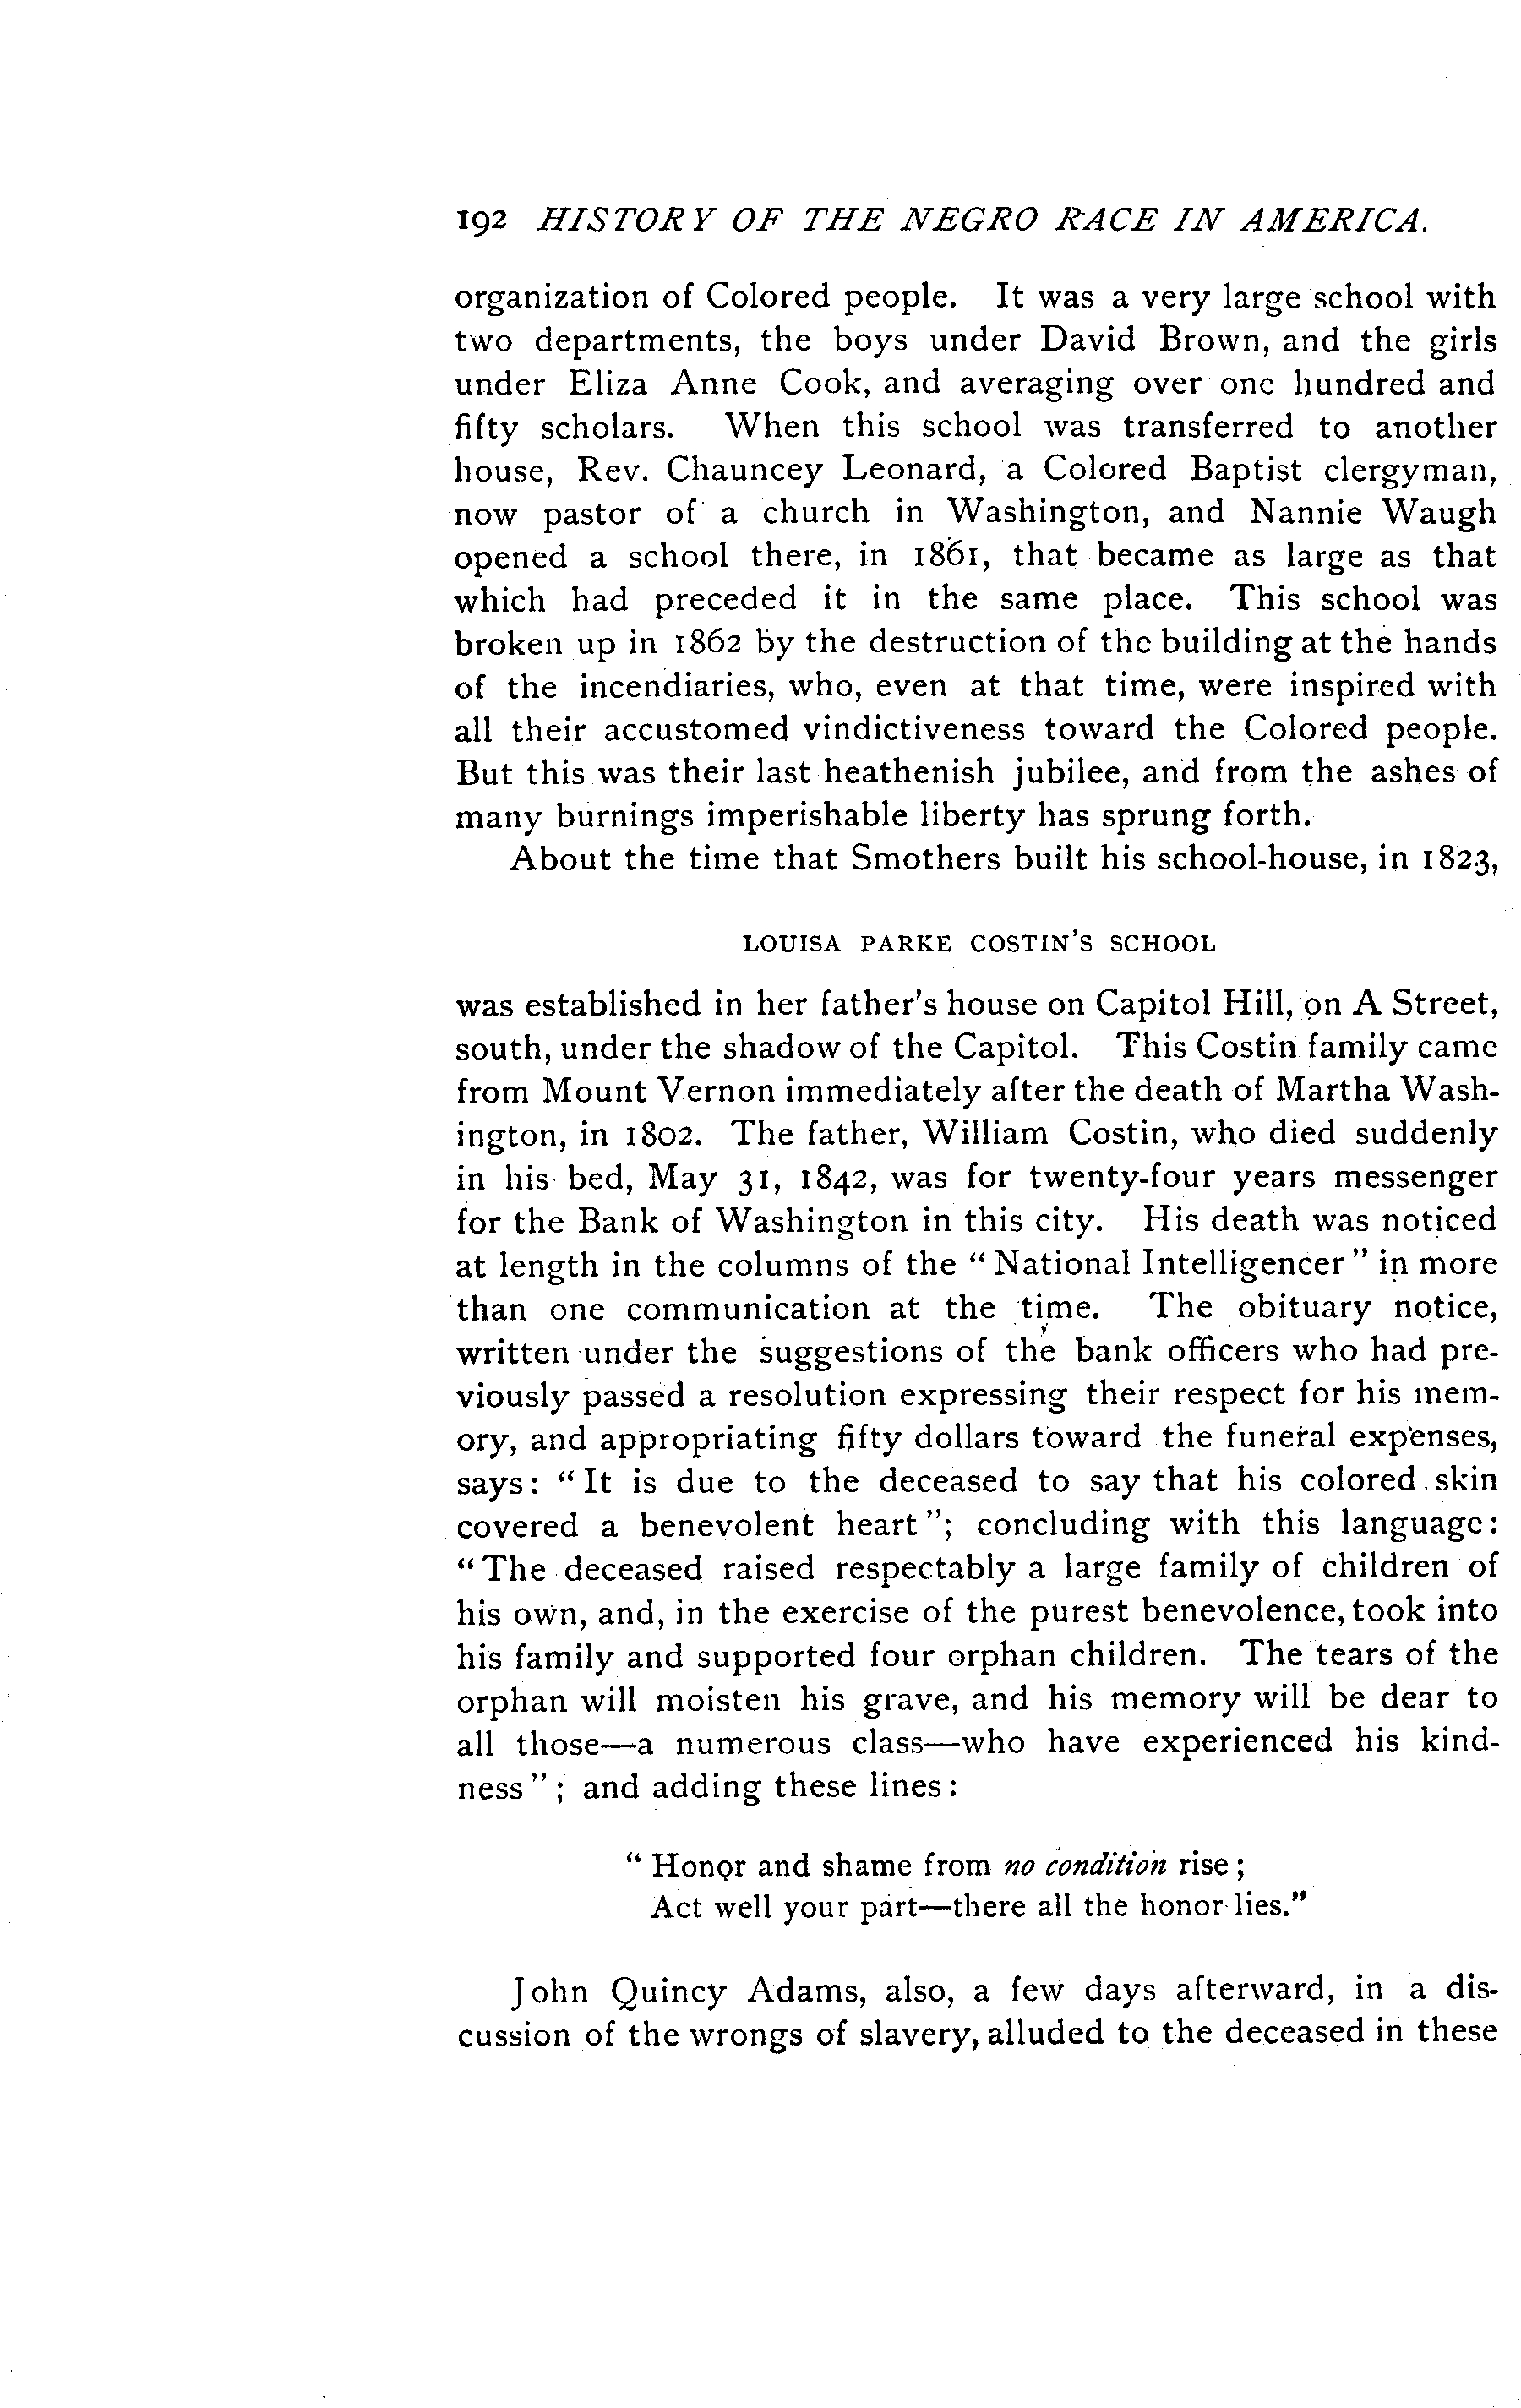 192 HISTORY OF THE NEGRO RACE IN AMERICA.
organization of Colored people. It was a very large school with
two departments, the boys under David Brown, and the girls
under Eliza Anne Cook, and averaging over one hundred and
fifty scholars. When this school was transferred to another
house, Rev. Chauncey Leonard, a Colored Baptist clergyman,
now pastor of a church in Washington, and Nannie Waugh
opened a school there, in 1861, that became as large as that
which had preceded it in the same place. This school was
broken up in 1862 by the destruction of the building at the hands
of the incendiaries, who, even at that time, were inspired with
all their accustomed vindictiveness toward the Colored people.
But this was their last heathenish jubilee, and from the ashes of
many burnings imperishable liberty has sprung forth.
About the time that Smothers built his school-house, in 1823,
LOUISA PARKE COSTIN'S SCHOOL
was established in her father's house on Capitol Hill, on A Street,
south, under the shadow of the Capitol. This Costin family came
from Mount Vernon immediately after the death of Martha Wash-
ington, in 1802. The father, William Costin, who died suddenly
in his bed, May 31, 1842, was for twenty-four years messenger
for the Bank of Washington in this city. His death was noticed
at length in the columns of the "National Intelligencer" in more
than one communication at the time. The obituary notice,
written under the suggestions of the bank officers who had pre-
viously passed a resolution expressing their respect for his mem-
ory, and appropriating fifty dollars toward the funeral expenses,
says: "It is due to the deceased to say that his colored skin
covered a benevolent heart"; concluding with this language:
"The deceased raised respectably a large family of children of
his own, and, in the exercise of the purest benevolence, took into
his family and supported four orphan children. The tears of the
orphan will moisten his grave, and his memory will be dear to
all those—a numerous class—who have experienced his kind-
ness"; and adding these lines:
"Honor and shame from no condition rise;
Act well your part—there all the honor lies."
John Quincy Adams, also, a few days afterward, in a dis-
cussion of the wrongs of slavery, alluded to the deceased in these